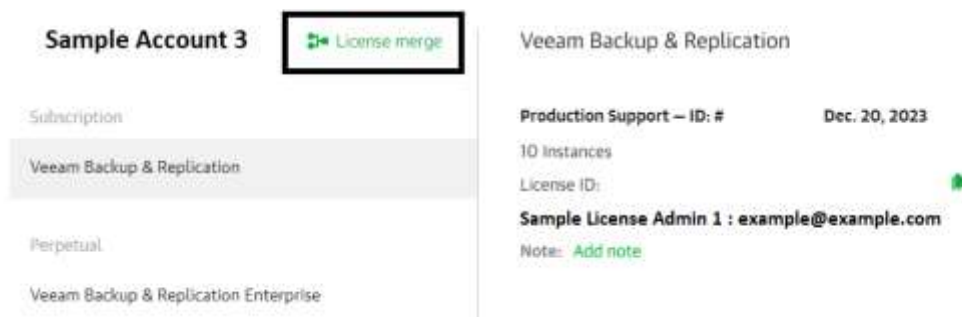 Sample Account 3
License merge
Subscription
Veeam Backup & Replication
Perpetual
Veeam Backup & Replication Enterprise
Veeam Backup & Replication
Production Support – ID: # Dec. 20, 2023
10 Instances
License ID:
Sample License Admin 1 : example@example.com
Note: Add note